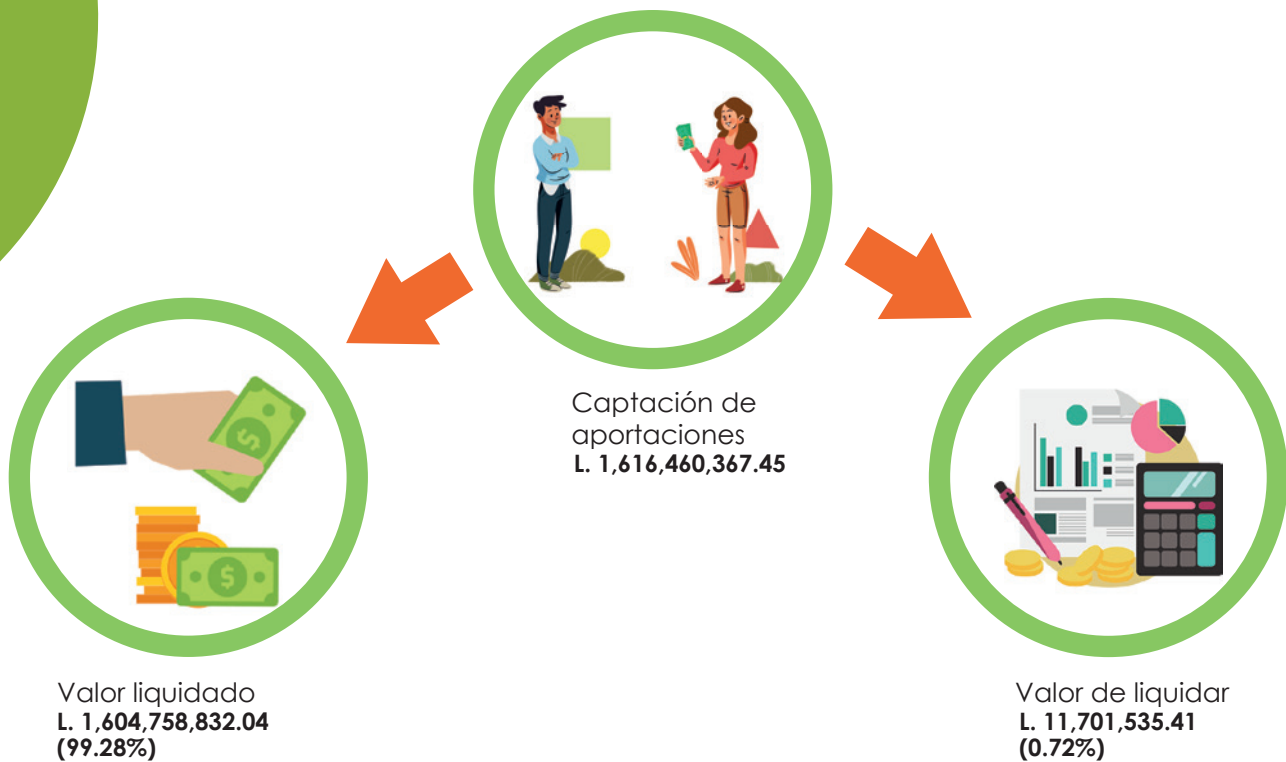 Captación de
aportaciones
L. 1,616,460,367.45
Valor liquidado
L. 1,604,758,832.04
(99.28%)
Valor de liquidar
L. 11,701,535.41
(0.72%)